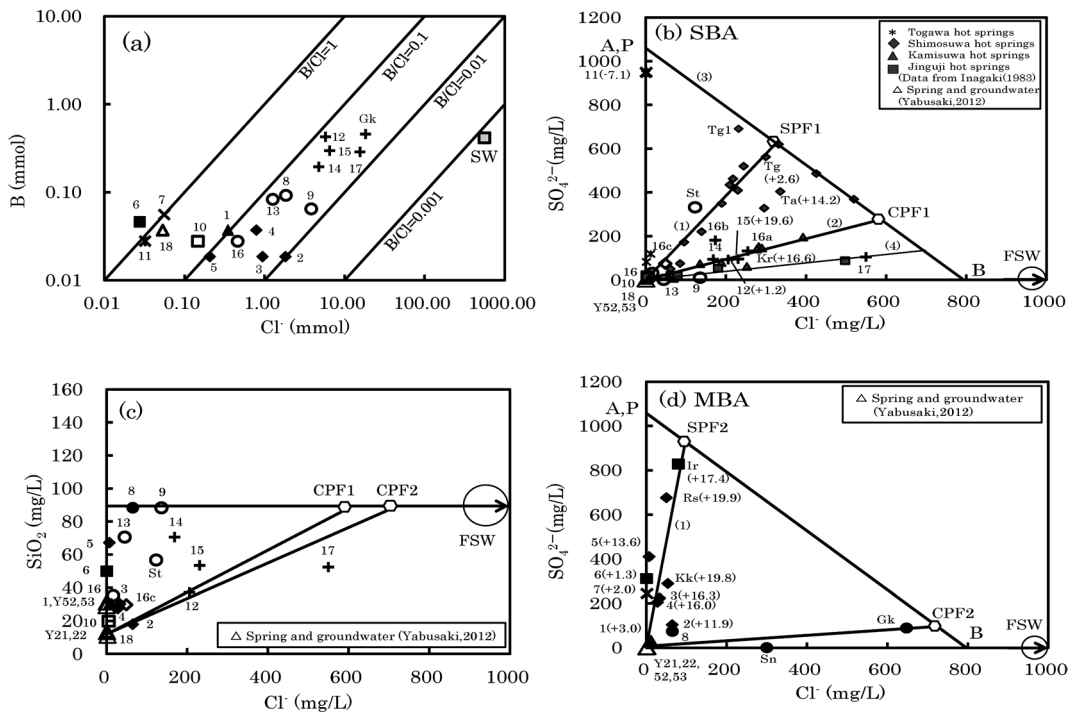 (a)
10.00
1.00
0.10
0.01
B (mmol)
0.01
0.10
1.00
10.00
100.00
1000.00
Cl⁻ (mmol)
B/Cl=1
B/Cl=0.1
B/Cl=0.01
B/Cl=0.001
6
7
11
18
10
1
16
5
4
3
2
13
8
9
12
15
14
17
Gk
SW
(b) SBA
1200
1000
800
600
400
200
0
SO₄²⁻(mg/L)
0
200
400
600
800
1000
Cl⁻ (mg/L)
Togawa hot springs
Shimosuwa hot springs
Kamisuwa hot springs
Jinguji hot springs
(Data from Inagaki(1983)
Spring and groundwater
(Yabusaki,2012)
A,P
11(-7.1)
(3)
Tg1
SPF1
Tg
(+2.6)
Ta(+14.2)
St
CPF1
15(+19.6)
(1)
16b
(2)
16a
14
16c
Kr(+16.6)
(4)
17
12(+1.2)
B
FSW
16
10
18
Y52,53
13
9
(c)
160
140
120
100
80
60
40
20
0
SiO₂ (mg/L)
0
200
400
600
800
1000
Cl⁻ (mg/L)
CPF1
CPF2
FSW
8
9
13
14
5
St
15
17
6
16
3
16c
12
1,Y52,53
10
4
2
Y21,22
18
Spring and groundwater (Yabusaki,2012)
(d) MBA
1200
1000
800
600
400
200
0
SO₄²⁻(mg/L)
0
200
400
600
800
1000
Cl⁻ (mg/L)
Spring and groundwater
(Yabusaki,2012)
A,P
SPF2
Ir
(+17.4)
Rs(+19.9)
(1)
5(+13.6)
6(+1.3)
7(+2.0)
Kk(+19.8)
3(+16.3)
4(+16.0)
1(+3.0)
2(+11.9)
8
Gk
CPF2
B
FSW
Sn
Y21,22,
52,53